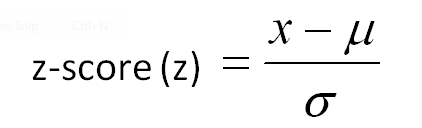 z-score (z) = x − μ / σ